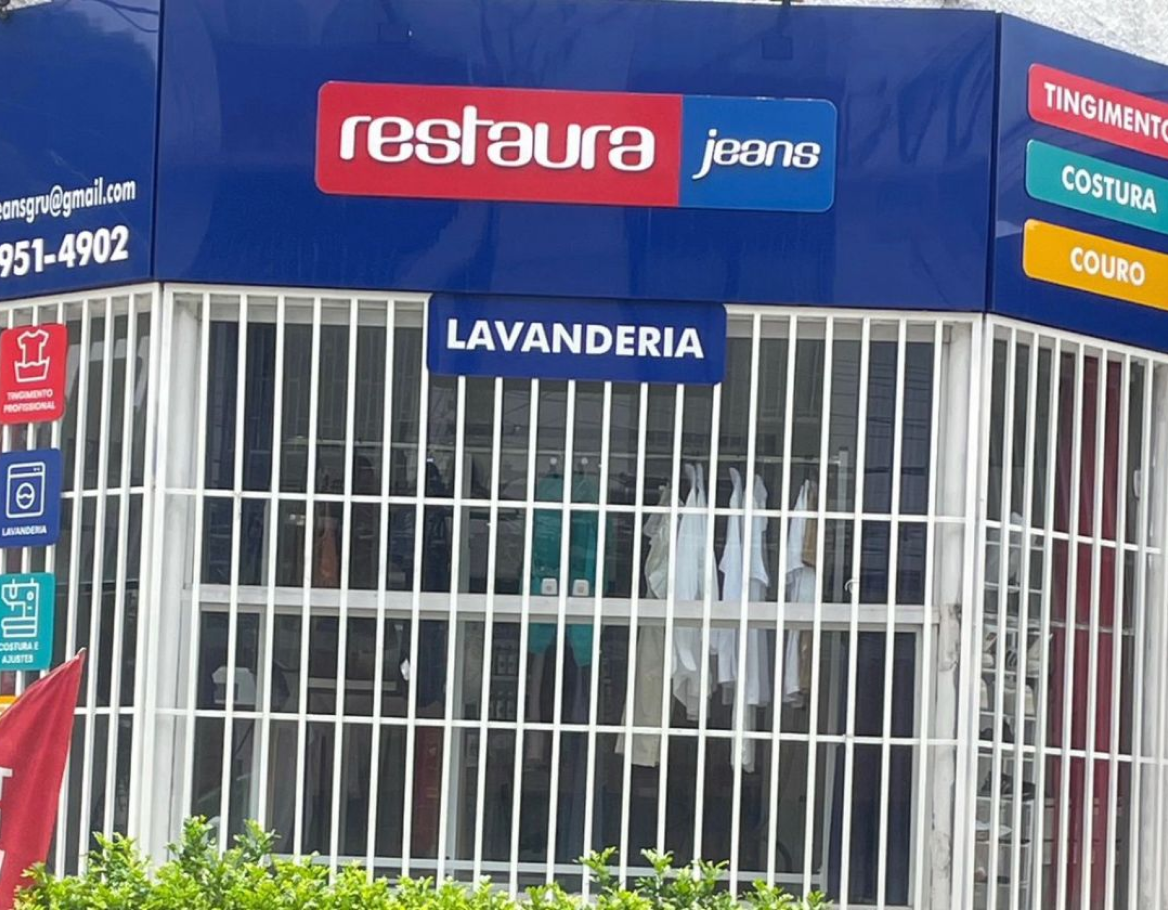 restaura jeans
LAVANDERIA
eansgru@gmail.com
951-4902
TINGIMENTO
COSTURA
COURO
TINGIMENTO
PROFISSIONAL
LAVANDERIA
COSTURA E
AJUSTES